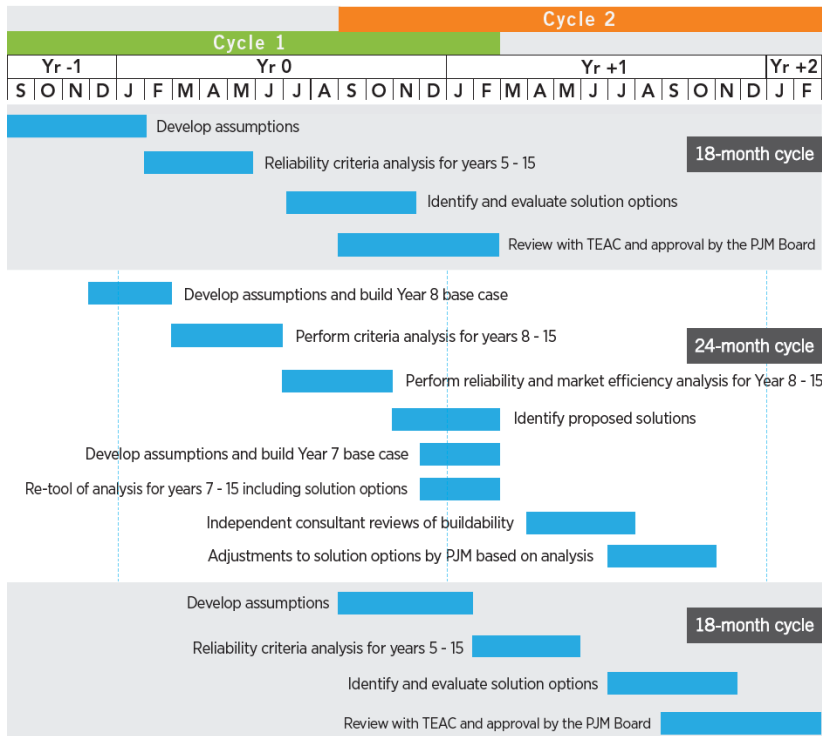 Cycle 2
Cycle 1
Yr -1 Yr 0 Yr +1 Yr +2
S O N D J F M A M J J A S O N D J F M A M J J A S O N D J F
Develop assumptions
18-month cycle
Reliability criteria analysis for years 5 - 15
Identify and evaluate solution options
Review with TEAC and approval by the PJM Board
Develop assumptions and build Year 8 base case
Perform criteria analysis for years 8 - 15
24-month cycle
Perform reliability and market efficiency analysis for Year 8 - 15
Identify proposed solutions
Develop assumptions and build Year 7 base case
Re-tool of analysis for years 7 - 15 including solution options
Independent consultant reviews of buildability
Adjustments to solution options by PJM based on analysis
Develop assumptions
18-month cycle
Reliability criteria analysis for years 5 - 15
Identify and evaluate solution options
Review with TEAC and approval by the PJM Board